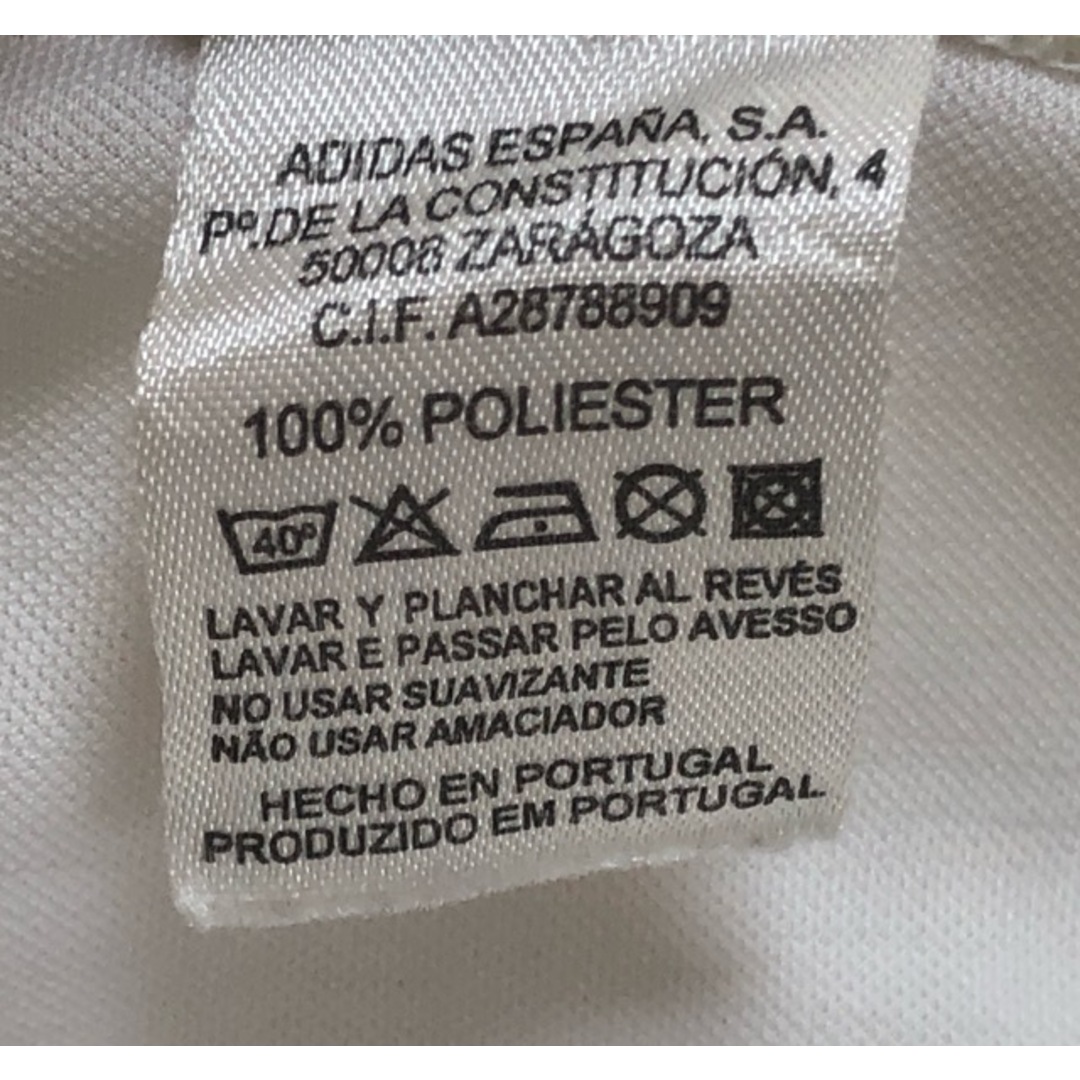 ADIDAS ESPAÑA, S.A.
Pº.DE LA CONSTITUCIÓN, 4
50008 ZARAGOZA
C.I.F. A28788909
100% POLIESTER
40º
LAVAR Y PLANCHAR AL REVÉS
LAVAR E PASSAR PELO AVESSO
NO USAR SUAVIZANTE
NÃO USAR AMACIADOR
HECHO EN PORTUGAL
PRODUZIDO EM PORTUGAL